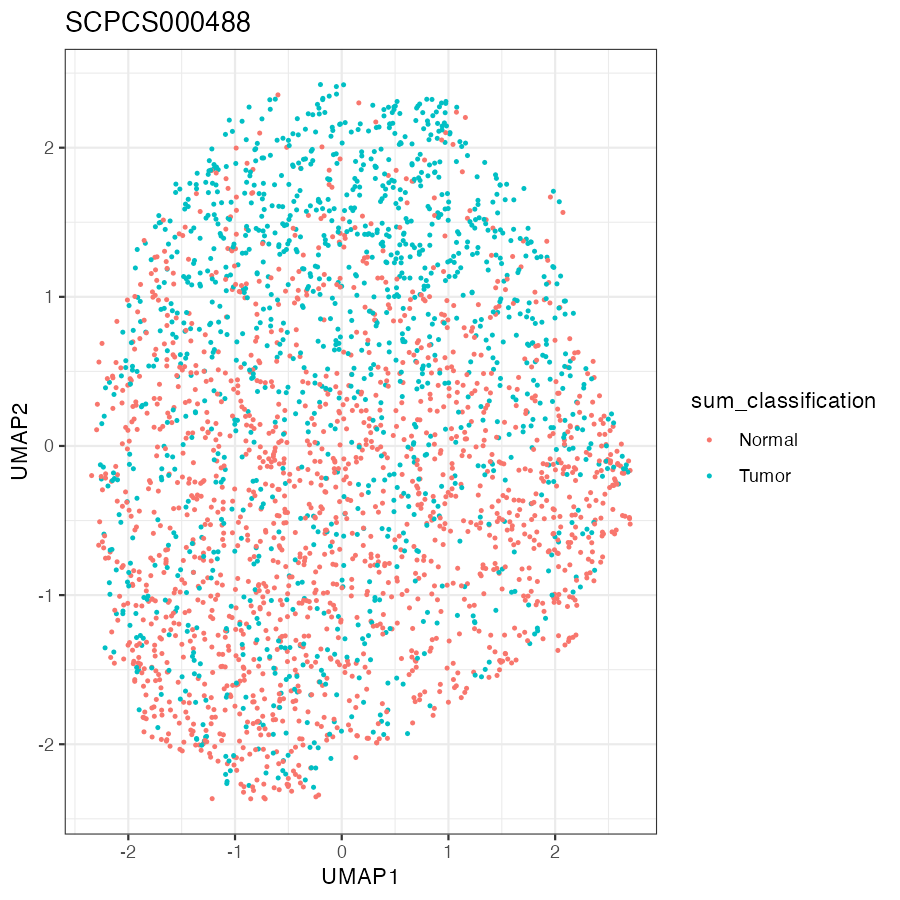 SCPCS000488
2
1
0
-1
-2
UMAP2
-2
-1
0
1
2
UMAP1
sum_classification
Normal
Tumor